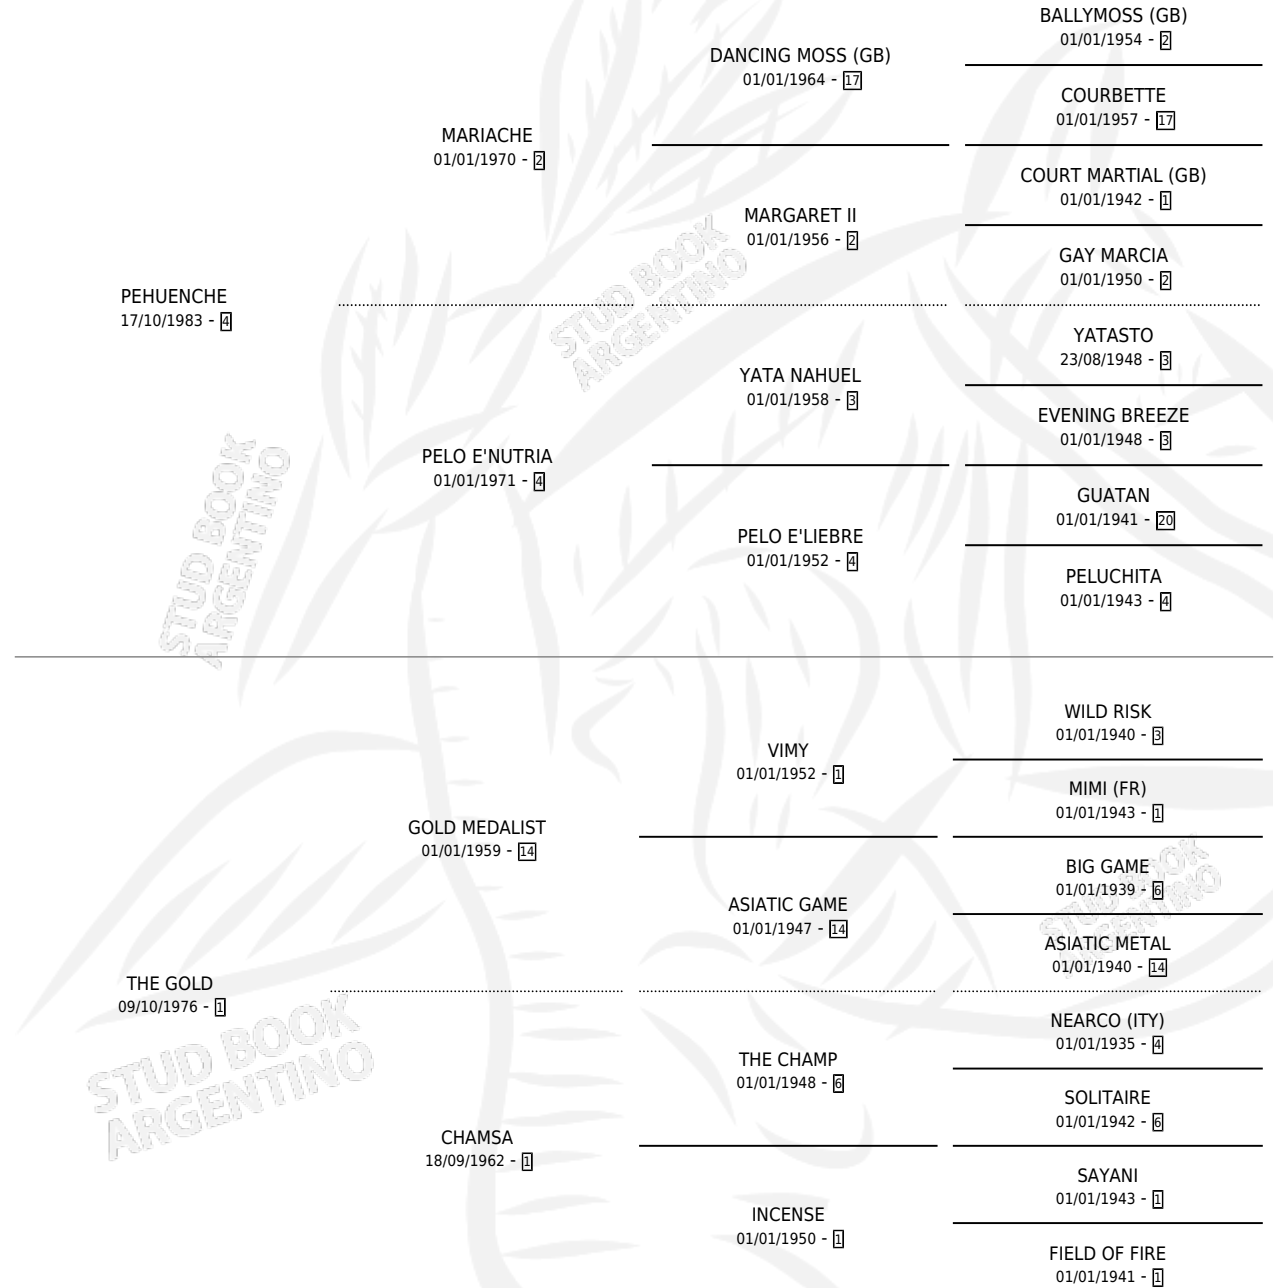 BALLYMOSS (GB)
01/01/1954 - 2
DANCING MOSS (GB)
01/01/1964 - 17
COURBETTE
01/01/1957 - 17
MARIACHE
01/01/1970 - 2
COURT MARTIAL (GB)
01/01/1942 - 1
MARGARET II
01/01/1956 - 2
GAY MARCIA
01/01/1950 - 2
PEHUENCHE
17/10/1983 - 4
YATASTO
23/08/1948 - 3
YATA NAHUEL
01/01/1958 - 3
EVENING BREEZE
01/01/1948 - 3
PELO E'NUTRIA
01/01/1971 - 4
GUATAN
01/01/1941 - 20
PELO E'LIEBRE
01/01/1952 - 4
PELUCHITA
01/01/1943 - 4
WILD RISK
01/01/1940 - 3
VIMY
01/01/1952 - 1
MIMI (FR)
01/01/1943 - 1
GOLD MEDALIST
01/01/1959 - 14
BIG GAME
01/01/1939 - 6
ASIATIC GAME
01/01/1947 - 14
ASIATIC METAL
01/01/1940 - 14
THE GOLD
09/10/1976 - 1
NEARCO (ITY)
01/01/1935 - 4
THE CHAMP
01/01/1948 - 6
SOLITAIRE
01/01/1942 - 6
CHAMSA
18/09/1962 - 1
SAYANI
01/01/1943 - 1
INCENSE
01/01/1950 - 1
FIELD OF FIRE
01/01/1941 - 1
STUD BOOK
ARGENTINO
STUD BOOK
ARGENTINO
STUD BOOK
ARGENTINO
STUD BOOK
ARGENTINO